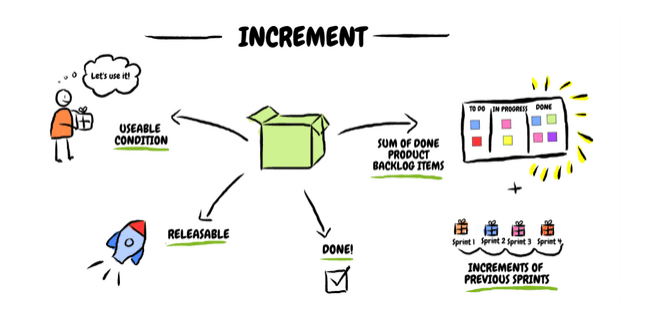 INCREMENT
Let's use it!
USEABLE
CONDITION
SUM OF DONE
PRODUCT
BACKLOG ITEMS
TO DO
IN PROGRESS
DONE
+
RELEASABLE
DONE!
Sprint 1
Sprint 2
Sprint 3
Sprint 4
INCREMENTS OF
PREVIOUS SPRINTS